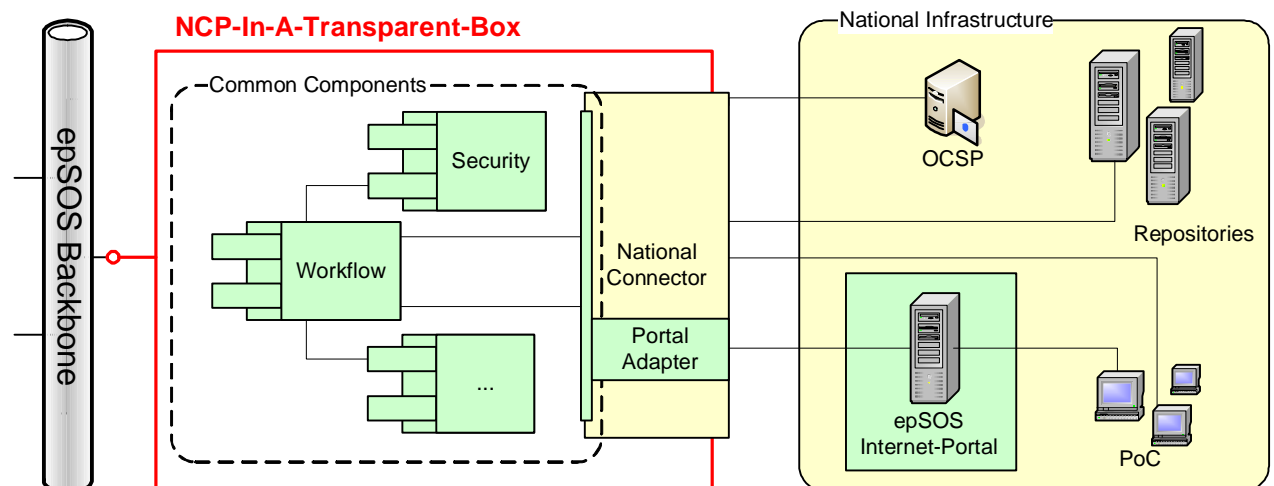 NCP-In-A-Transparent-Box
National Infrastructure
Common Components
epSOS Backbone
Security
Workflow
...
National
Connector
Portal
Adapter
OCSP
Repositories
epSOS
Internet-Portal
PoC